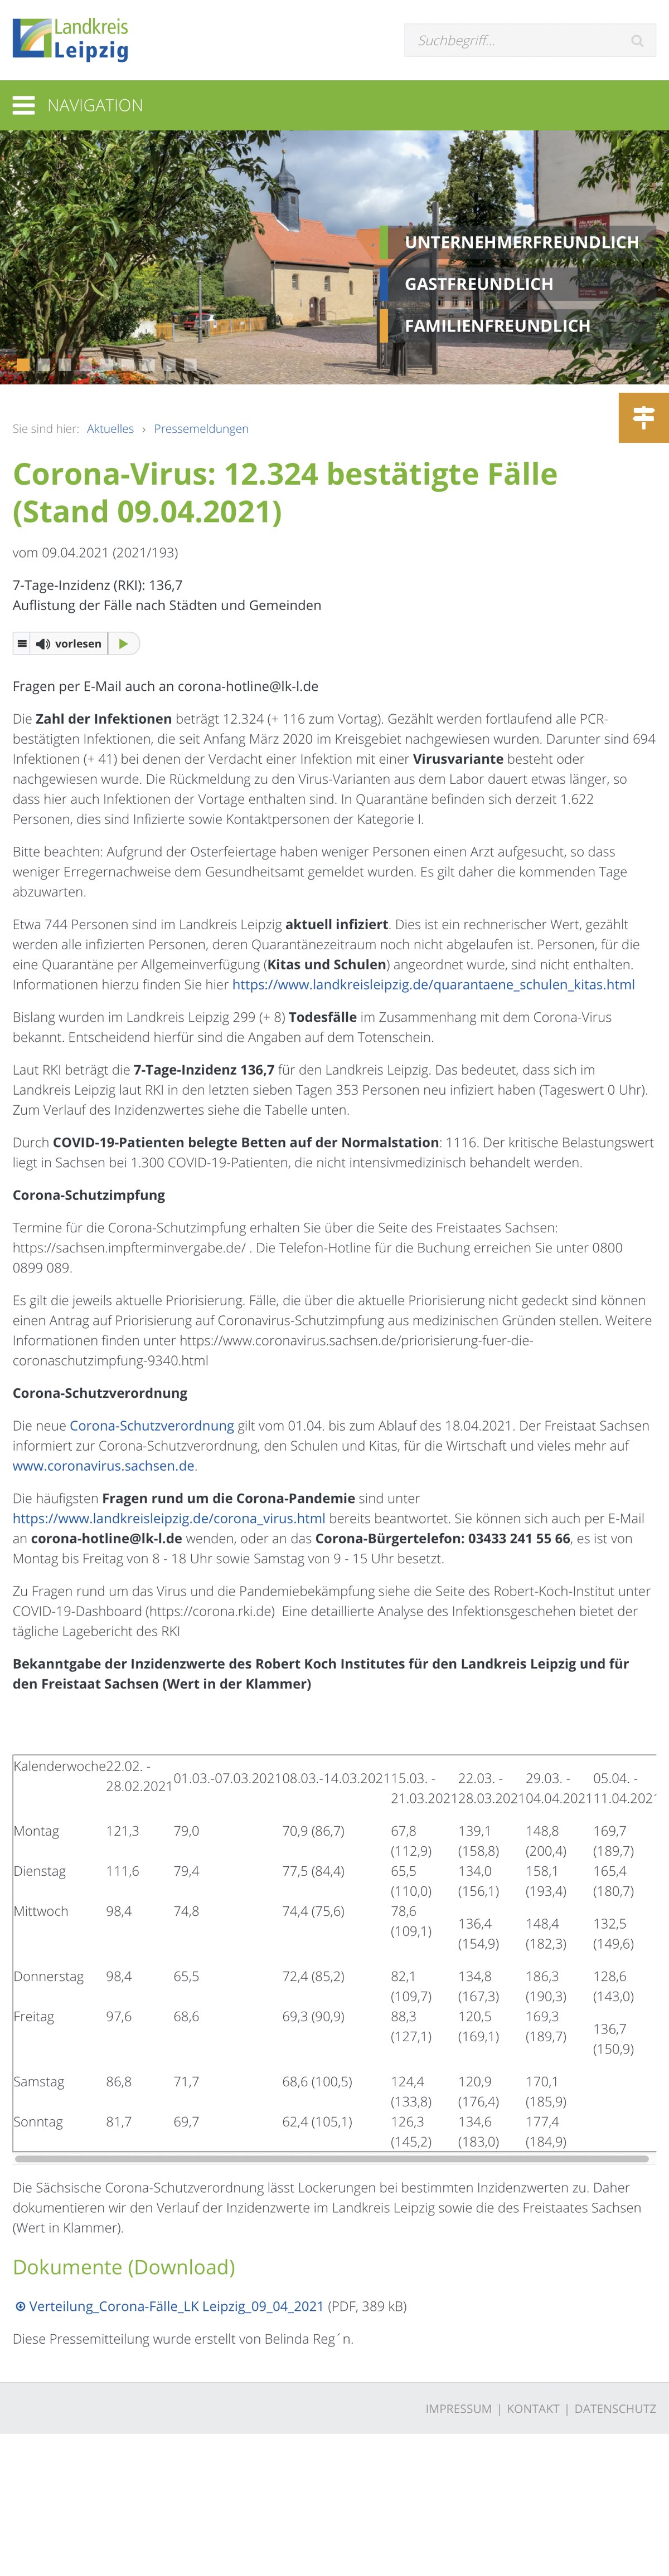 Landkreis
Leipzig
Suchbegriff...
NAVIGATION
UNTERNEHMERFREUNDLICH
GASTFREUNDLICH
FAMILIENFREUNDLICH
Sie sind hier: Aktuelles › Pressemeldungen
Corona-Virus: 12.324 bestätigte Fälle
(Stand 09.04.2021)
vom 09.04.2021 (2021/193)
7-Tage-Inzidenz (RKI): 136,7
Auflistung der Fälle nach Städten und Gemeinden
vorlesen
Fragen per E-Mail auch an corona-hotline@lk-l.de
Die Zahl der Infektionen beträgt 12.324 (+ 116 zum Vortag). Gezählt werden fortlaufend alle PCR-
bestätigten Infektionen, die seit Anfang März 2020 im Kreisgebiet nachgewiesen wurden. Darunter sind 694
Infektionen (+ 41) bei denen der Verdacht einer Infektion mit einer Virusvariante besteht oder
nachgewiesen wurde. Die Rückmeldung zu den Virus-Varianten aus dem Labor dauert etwas länger, so
dass hier auch Infektionen der Vortage enthalten sind. In Quarantäne befinden sich derzeit 1.622
Personen, dies sind Infizierte sowie Kontaktpersonen der Kategorie I.
Bitte beachten: Aufgrund der Osterfeiertage haben weniger Personen einen Arzt aufgesucht, so dass
weniger Erregernachweise dem Gesundheitsamt gemeldet wurden. Es gilt daher die kommenden Tage
abzuwarten.
Etwa 744 Personen sind im Landkreis Leipzig aktuell infiziert. Dies ist ein rechnerischer Wert, gezählt
werden alle infizierten Personen, deren Quarantänezeitraum noch nicht abgelaufen ist. Personen, für die
eine Quarantäne per Allgemeinverfügung (Kitas und Schulen) angeordnet wurde, sind nicht enthalten.
Informationen hierzu finden Sie hier https://www.landkreisleipzig.de/quarantaene_schulen_kitas.html
Bislang wurden im Landkreis Leipzig 299 (+ 8) Todesfälle im Zusammenhang mit dem Corona-Virus
bekannt. Entscheidend hierfür sind die Angaben auf dem Totenschein.
Laut RKI beträgt die 7-Tage-Inzidenz 136,7 für den Landkreis Leipzig. Das bedeutet, dass sich im
Landkreis Leipzig laut RKI in den letzten sieben Tagen 353 Personen neu infiziert haben (Tageswert 0 Uhr).
Zum Verlauf des Inzidenzwertes siehe die Tabelle unten.
Durch COVID-19-Patienten belegte Betten auf der Normalstation: 1116. Der kritische Belastungswert
liegt in Sachsen bei 1.300 COVID-19-Patienten, die nicht intensivmedizinisch behandelt werden.
Corona-Schutzimpfung
Termine für die Corona-Schutzimpfung erhalten Sie über die Seite des Freistaates Sachsen:
https://sachsen.impfterminvergabe.de/ . Die Telefon-Hotline für die Buchung erreichen Sie unter 0800
0899 089.
Es gilt die jeweils aktuelle Priorisierung. Fälle, die über die aktuelle Priorisierung nicht gedeckt sind können
einen Antrag auf Priorisierung auf Coronavirus-Schutzimpfung aus medizinischen Gründen stellen. Weitere
Informationen finden unter https://www.coronavirus.sachsen.de/priorisierung-fuer-die-
coronaschutzimpfung-9340.html
Corona-Schutzverordnung
Die neue Corona-Schutzverordnung gilt vom 01.04. bis zum Ablauf des 18.04.2021. Der Freistaat Sachsen
informiert zur Corona-Schutzverordnung, den Schulen und Kitas, für die Wirtschaft und vieles mehr auf
www.coronavirus.sachsen.de.
Die häufigsten Fragen rund um die Corona-Pandemie sind unter
https://www.landkreisleipzig.de/corona_virus.html bereits beantwortet. Sie können sich auch per E-Mail
an corona-hotline@lk-l.de wenden, oder an das Corona-Bürgertelefon: 03433 241 55 66, es ist von
Montag bis Freitag von 8 - 18 Uhr sowie Samstag von 9 - 15 Uhr besetzt.
Zu Fragen rund um das Virus und die Pandemiebekämpfung siehe die Seite des Robert-Koch-Institut unter
COVID-19-Dashboard (https://corona.rki.de)  Eine detaillierte Analyse des Infektionsgeschehen bietet der
tägliche Lagebericht des RKI
Bekanntgabe der Inzidenzwerte des Robert Koch Institutes für den Landkreis Leipzig und für
den Freistaat Sachsen (Wert in der Klammer)
Kalenderwoche 22.02. - 28.02.2021 01.03.-07.03.2021 08.03.-14.03.2021 15.03. - 21.03.2021 22.03. - 28.03.2021 29.03. - 04.04.2021 05.04. - 11.04.2021
Montag 121,3 79,0 70,9 (86,7) 67,8 (112,9) 139,1 (158,8) 148,8 (200,4) 169,7 (189,7)
Dienstag 111,6 79,4 77,5 (84,4) 65,5 (110,0) 134,0 (156,1) 158,1 (193,4) 165,4 (180,7)
Mittwoch 98,4 74,8 74,4 (75,6) 78,6 (109,1) 136,4 (154,9) 148,4 (182,3) 132,5 (149,6)
Donnerstag 98,4 65,5 72,4 (85,2) 82,1 (109,7) 134,8 (167,3) 186,3 (190,3) 128,6 (143,0)
Freitag 97,6 68,6 69,3 (90,9) 88,3 (127,1) 120,5 (169,1) 169,3 (189,7) 136,7 (150,9)
Samstag 86,8 71,7 68,6 (100,5) 124,4 (133,8) 120,9 (176,4) 170,1 (185,9)
Sonntag 81,7 69,7 62,4 (105,1) 126,3 (145,2) 134,6 (183,0) 177,4 (184,9)
Die Sächsische Corona-Schutzverordnung lässt Lockerungen bei bestimmten Inzidenzwerten zu. Daher
dokumentieren wir den Verlauf der Inzidenzwerte im Landkreis Leipzig sowie die des Freistaates Sachsen
(Wert in Klammer).
Dokumente (Download)
Verteilung_Corona-Fälle_LK Leipzig_09_04_2021 (PDF, 389 kB)
Diese Pressemitteilung wurde erstellt von Belinda Reg´n.
IMPRESSUM | KONTAKT | DATENSCHUTZ